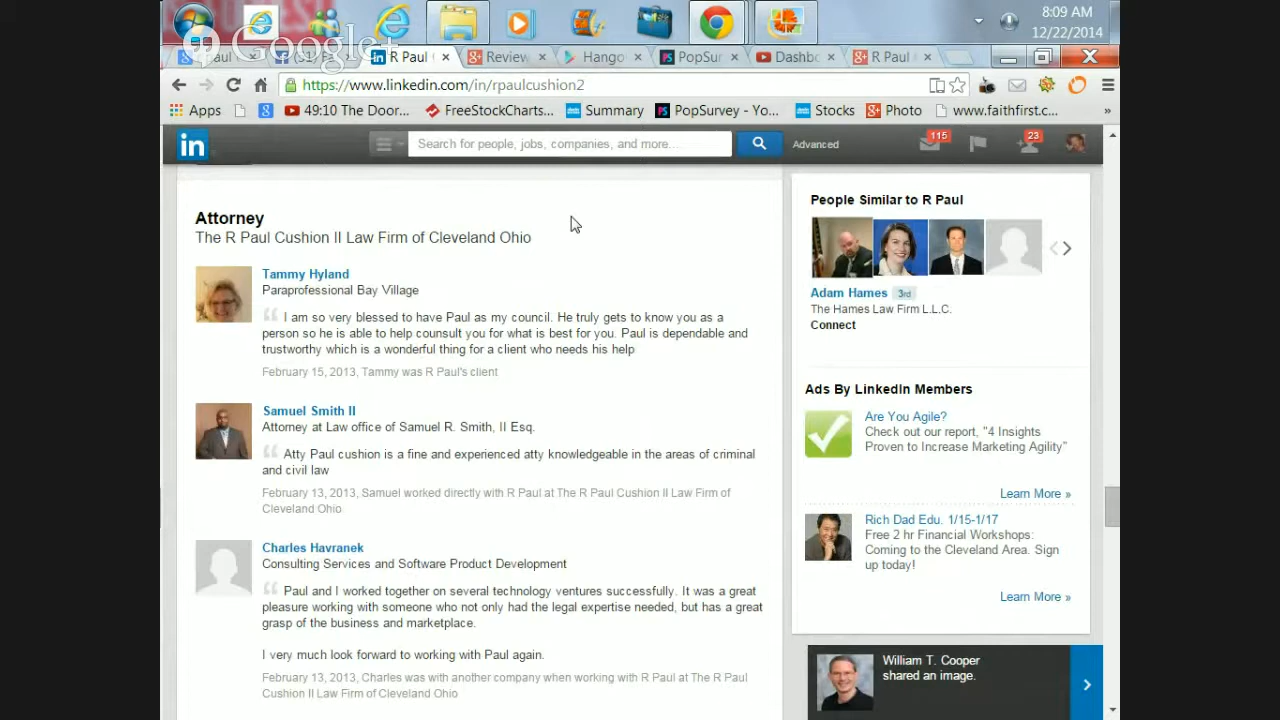 8:09 AM
12/22/2014
Google+
R Paul
Review
Hango
PopSur
Dashb
R Paul
https://www.linkedin.com/in/rpaulcushion2
Apps
49:10 The Door...
FreeStockCharts...
Summary
PopSurvey - Yo...
Stocks
Photo
www.faithfirst.c...
»
in
Search for people, jobs, companies, and more...
Advanced
115
23
Attorney
The R Paul Cushion II Law Firm of Cleveland Ohio
Tammy Hyland
Paraprofessional Bay Village
I am so very blessed to have Paul as my council. He truly gets to know you as a
person so he is able to help counsult you for what is best for you. Paul is dependable and
trustworthy which is a wonderful thing for a client who needs his help
February 15, 2013, Tammy was R Paul's client
Samuel Smith II
Attorney at Law office of Samuel R. Smith, II Esq.
Atty Paul cushion is a fine and experienced atty knowledgeable in the areas of criminal
and civil law
February 13, 2013, Samuel worked directly with R Paul at The R Paul Cushion II Law Firm of
Cleveland Ohio
Charles Havranek
Consulting Services and Software Product Development
Paul and I worked together on several technology ventures successfully. It was a great
pleasure working with someone who not only had the legal expertise needed, but has a great
grasp of the business and marketplace.
I very much look forward to working with Paul again.
February 13, 2013, Charles was with another company when working with R Paul at The R Paul
Cushion II Law Firm of Cleveland Ohio
People Similar to R Paul
Adam Hames 3rd
The Hames Law Firm L.L.C.
Connect
Ads By LinkedIn Members
Are You Agile?
Check out our report, "4 Insights
Proven to Increase Marketing Agility"
Learn More »
Rich Dad Edu. 1/15-1/17
Free 2 hr Financial Workshops:
Coming to the Cleveland Area. Sign
up today!
Learn More »
William T. Cooper
shared an image.